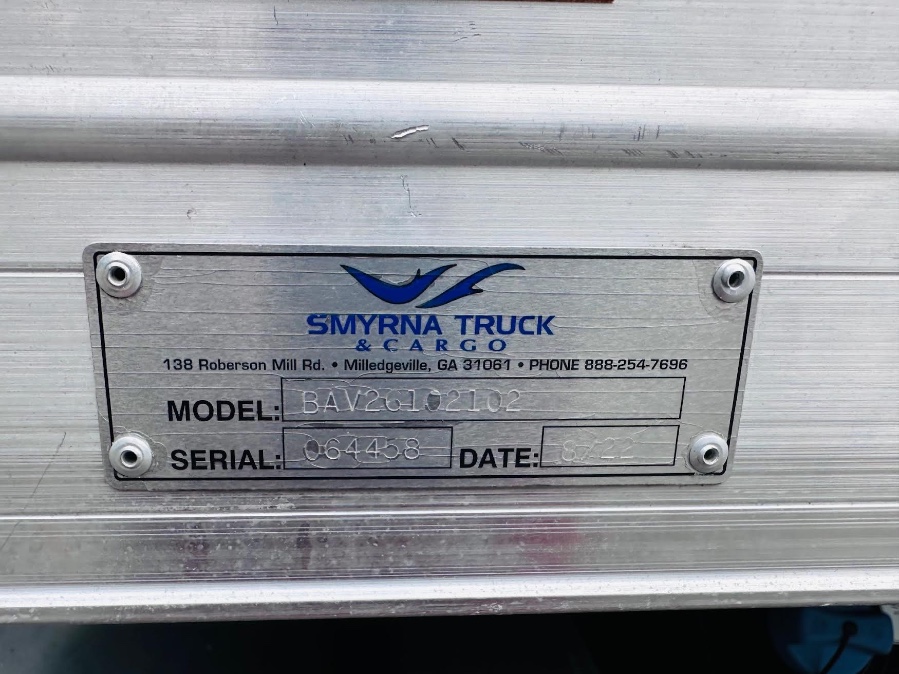 SMYRNA TRUCK
& CARGO
138 Roberson Mill Rd. • Milledgeville, GA 31061 • PHONE 888-254-7696
MODEL: BAV26102102
SERIAL: 064458 DATE: 8/22